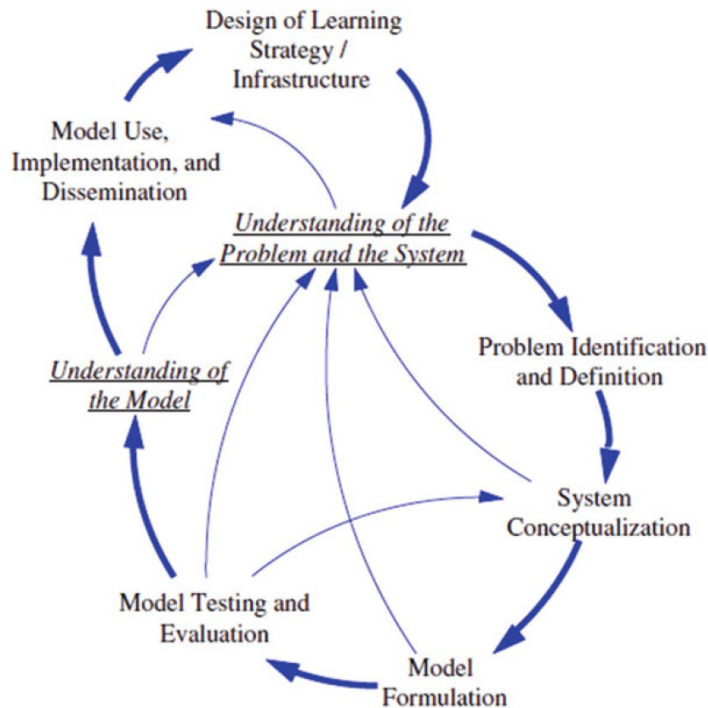 Design of Learning
Strategy /
Infrastructure
Model Use,
Implementation, and
Dissemination
Understanding of the
Problem and the System
Problem Identification
and Definition
Understanding of
the Model
System
Conceptualization
Model Testing and
Evaluation
Model
Formulation